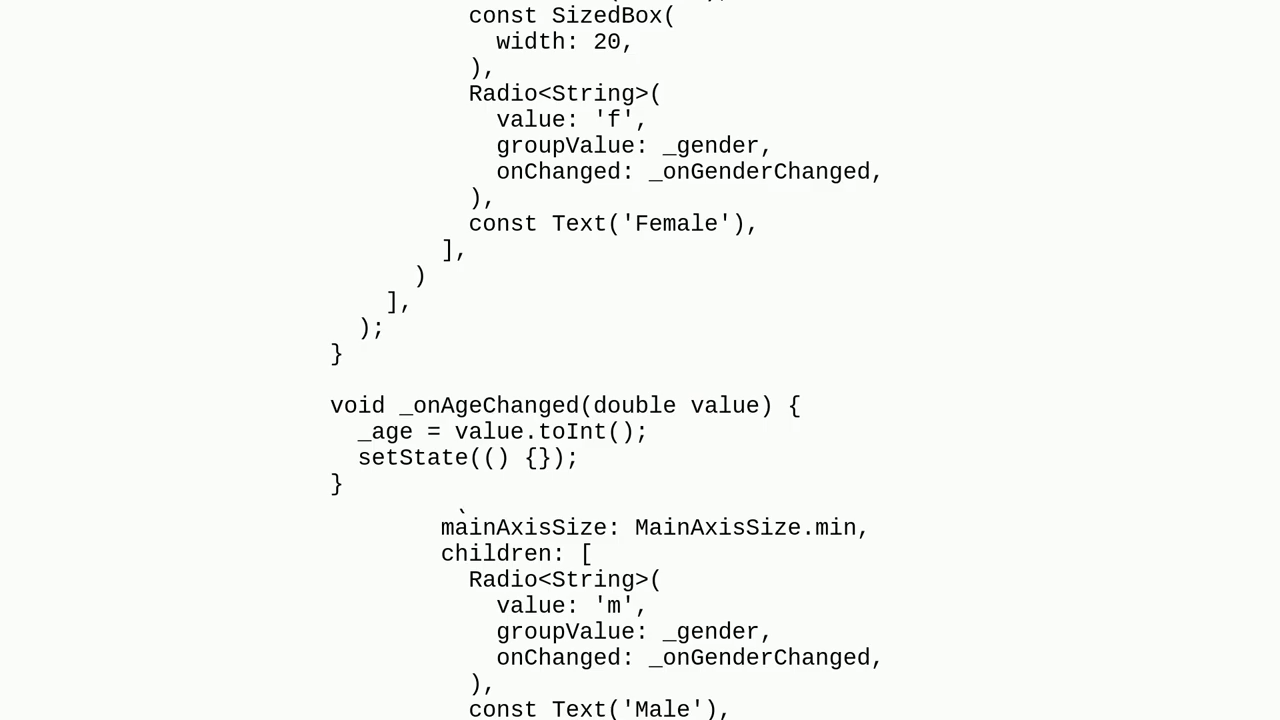 const SizedBox(
width: 20,
),
Radio<String>(
value: 'f',
groupValue: _gender,
onChanged: _onGenderChanged,
),
const Text('Female'),
],
)
],
);
}
void _onAgeChanged(double value) {
_age = value.toInt();
setState(() {});
}
mainAxisSize: MainAxisSize.min,
children: [
Radio<String>(
value: 'm',
groupValue: _gender,
onChanged: _onGenderChanged,
),
const Text('Male'),